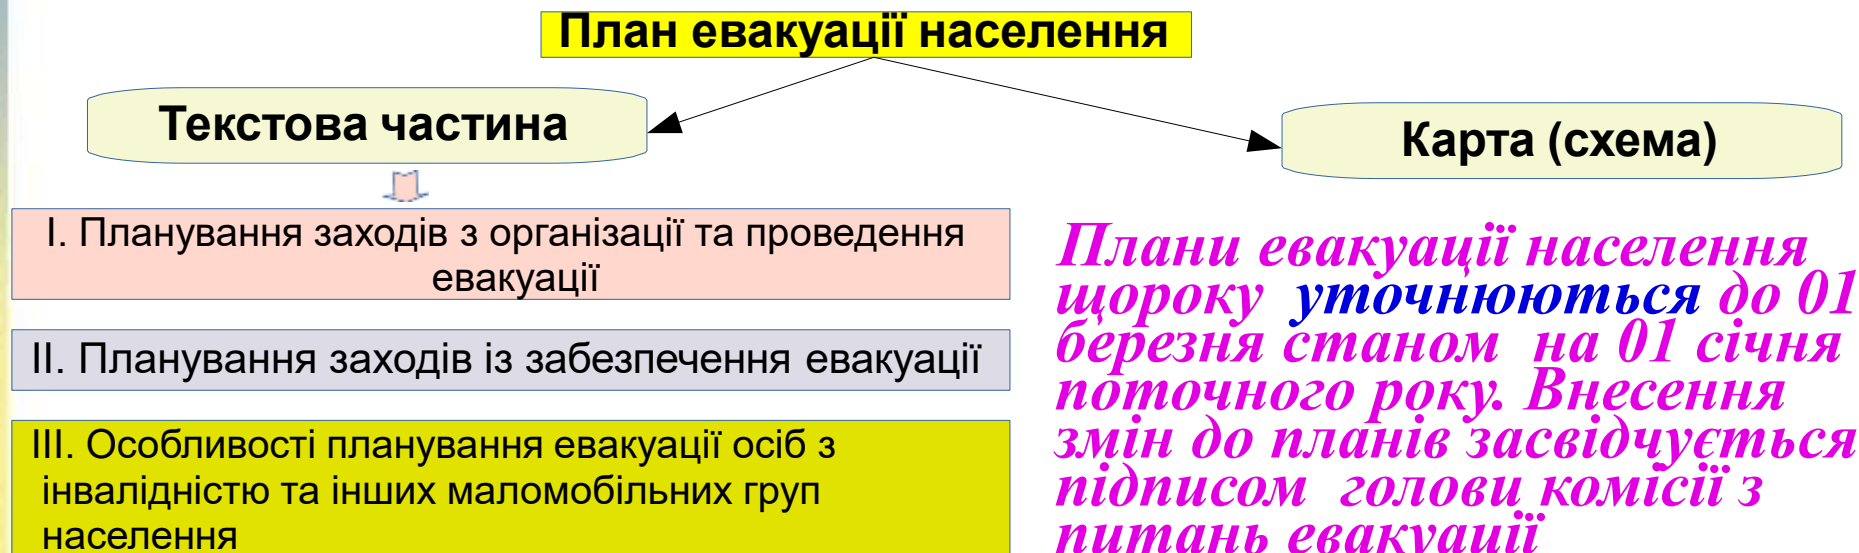 План евакуації населення
Текстова частина
Карта (схема)
І. Планування заходів з організації та проведення
евакуації
ІІ. Планування заходів із забезпечення евакуації
ІІІ. Особливості планування евакуації осіб з
інвалідністю та інших маломобільних груп
населення
Плани евакуації населення
щороку уточнюються до 01
березня станом на 01 січня
поточного року. Внесення
змін до планів засвідчується
підписом голови комісії з
питань евакуації